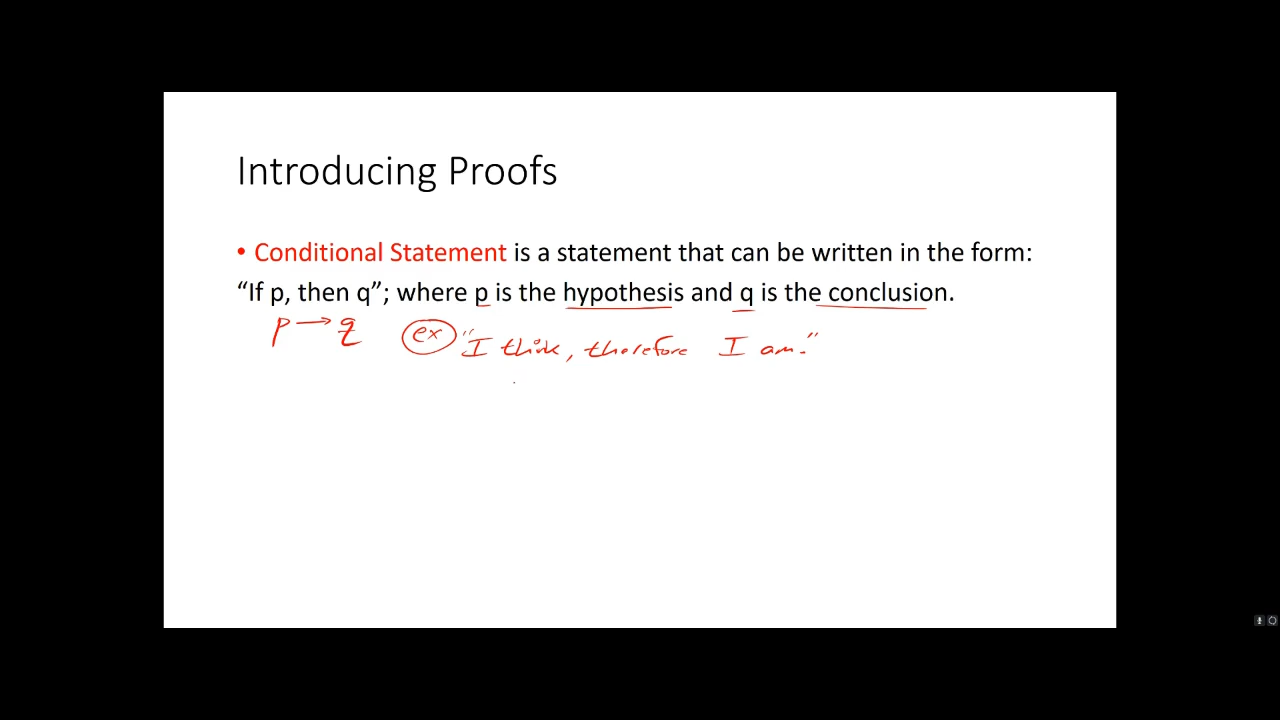 Introducing Proofs
• Conditional Statement is a statement that can be written in the form:
“If p, then q”; where p is the hypothesis and q is the conclusion.
p → q ex "I think, therefore I am."